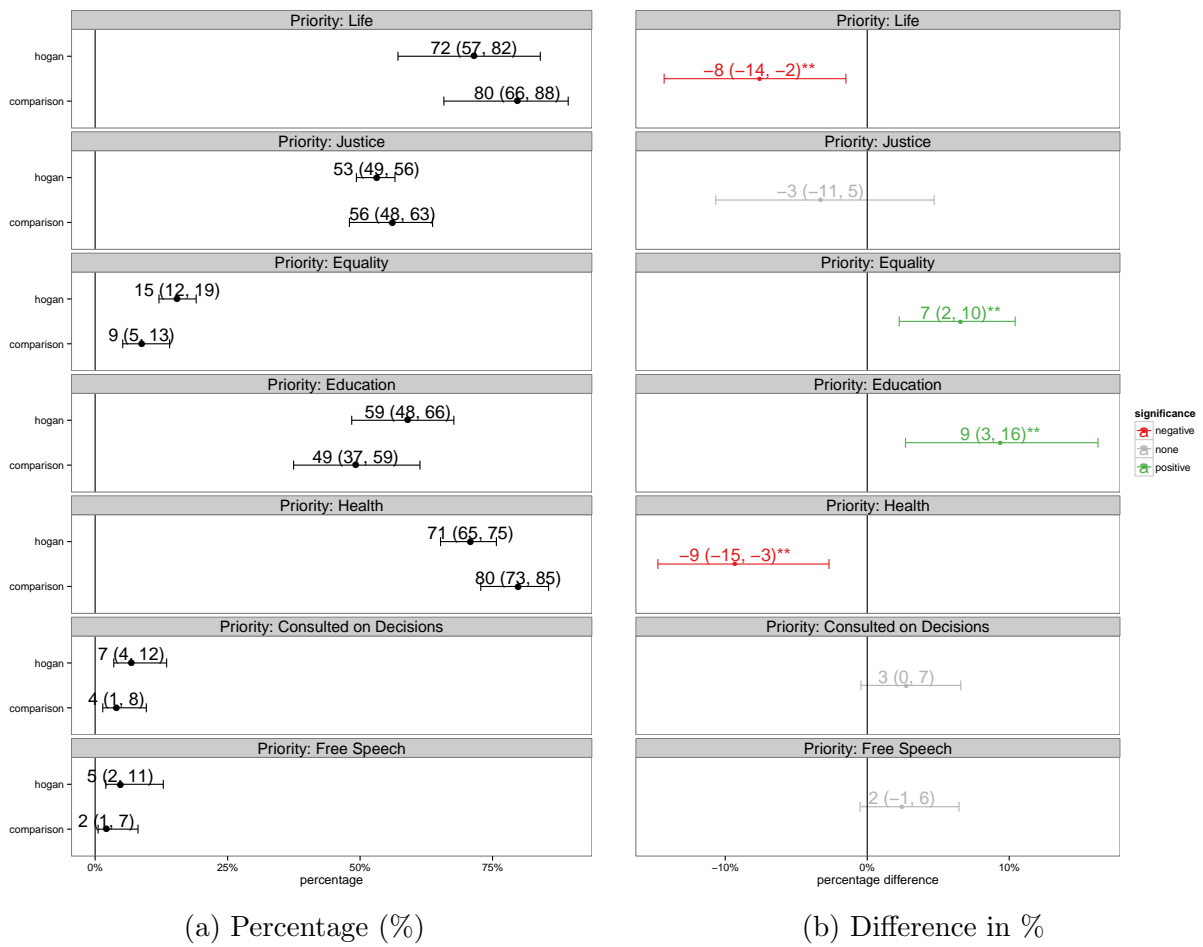 Priority: Life
hogan
72 (57, 82)
comparison
80 (66, 88)
Priority: Justice
hogan
53 (49, 56)
comparison
56 (48, 63)
Priority: Equality
hogan
15 (12, 19)
comparison
9 (5, 13)
Priority: Education
hogan
59 (48, 66)
comparison
49 (37, 59)
Priority: Health
hogan
71 (65, 75)
comparison
80 (73, 85)
Priority: Consulted on Decisions
hogan
7 (4, 12)
comparison
4 (1, 8)
Priority: Free Speech
hogan
5 (2, 11)
comparison
2 (1, 7)
0% 25% 50% 75%
percentage
(a) Percentage (%)
Priority: Life
−8 (−14, −2)**
Priority: Justice
−3 (−11, 5)
Priority: Equality
7 (2, 10)**
Priority: Education
9 (3, 16)**
Priority: Health
−9 (−15, −3)**
Priority: Consulted on Decisions
3 (0, 7)
Priority: Free Speech
2 (−1, 6)
−10% 0% 10%
percentage difference
(b) Difference in %
significance
a negative
a none
a positive